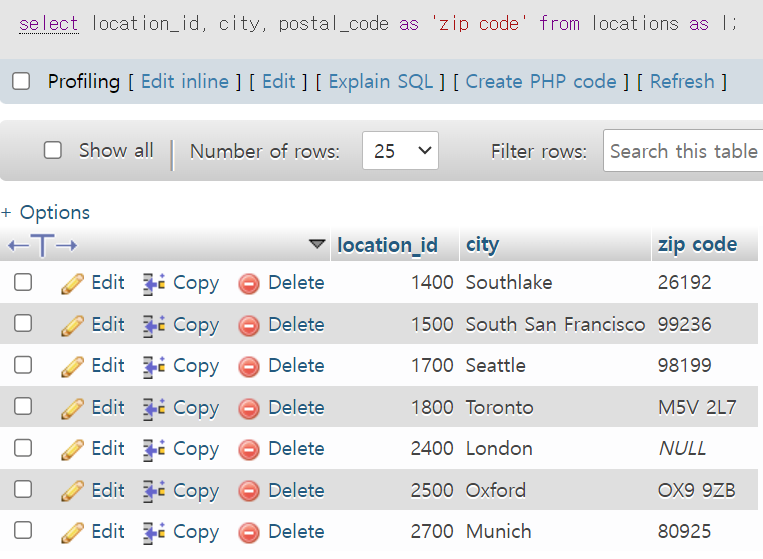 select location_id, city, postal_code as 'zip code' from locations as l;
Profiling [ Edit inline ] [ Edit ] [ Explain SQL ] [ Create PHP code ] [ Refresh ]
Show all | Number of rows: 25 Filter rows: Search this table
+ Options
←T→ location_id city zip code
Edit Copy Delete 1400 Southlake 26192
Edit Copy Delete 1500 South San Francisco 99236
Edit Copy Delete 1700 Seattle 98199
Edit Copy Delete 1800 Toronto M5V 2L7
Edit Copy Delete 2400 London NULL
Edit Copy Delete 2500 Oxford OX9 9ZB
Edit Copy Delete 2700 Munich 80925